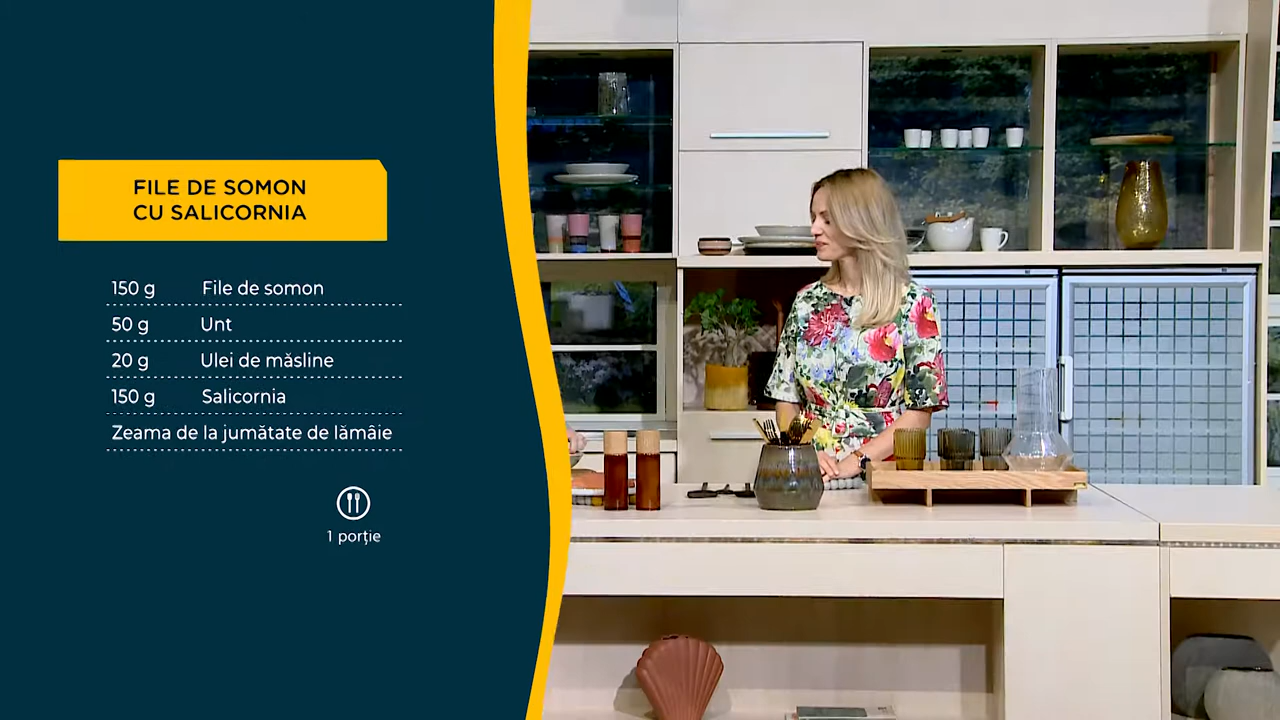 FILE DE SOMON
CU SALICORNIA
150 g File de somon
50 g Unt
20 g Ulei de măsline
150 g Salicornia
Zeama de la jumătate de lămâie
1 porție